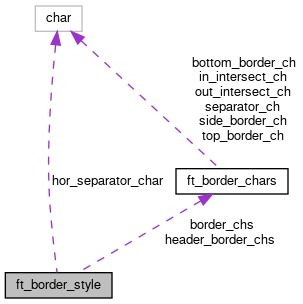 char
bottom_border_ch
in_intersect_ch
out_intersect_ch
separator_ch
side_border_ch
top_border_ch
hor_separator_char
ft_border_chars
border_chs
header_border_chs
ft_border_style